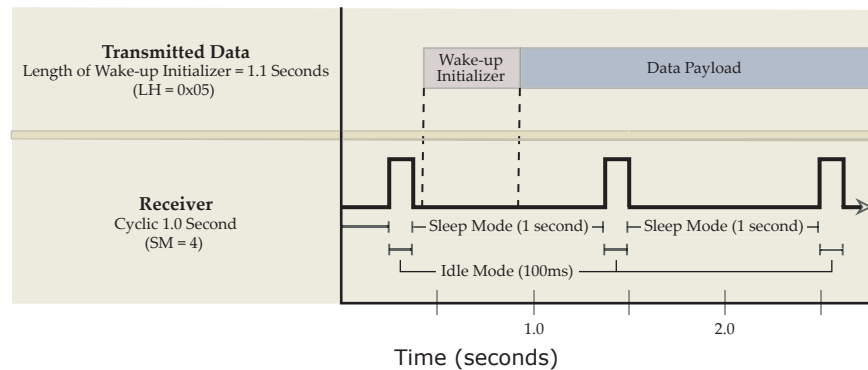 Transmitted Data
Length of Wake-up Initializer = 1.1 Seconds
(LH = 0x05)
Wake-up
Initializer
Data Payload
Receiver
Cyclic 1.0 Second
(SM = 4)
Sleep Mode (1 second)
Sleep Mode (1 second)
Idle Mode (100ms)
1.0
2.0
Time (seconds)